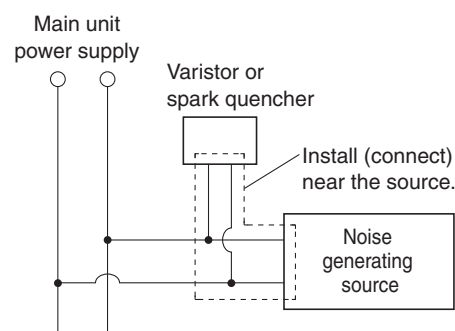 Main unit
power supply
Varistor or
spark quencher
Install (connect)
near the source.
Noise
generating
source